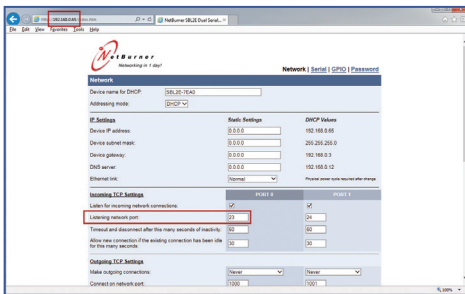 192.168.0.65
NetBurner SBL2E Dual Serial...
File Edit View Favorites Tools Help
NetBurner
Networking in 1 day!
Network | Serial | GPIO | Password
Network
Device name for DHCP: SBL2E-7EA0
Addressing mode: DHCP
IP Settings Static Settings DHCP Values
Device IP address: 0.0.0.0 192.168.0.65
Device subnet mask: 0.0.0.0 255.255.255.0
Device gateway: 0.0.0.0 192.168.0.3
DNS server: 0.0.0.0 192.168.0.12
Ethernet link: Normal Physical power cycle required after change.
Incoming TCP Settings PORT 0 PORT 1
Listen for incoming network connections:
Listening network port: 23 24
Timeout and disconnect after this many seconds of inactivity: 60 60
Allow new connection if the existing connection has been idle
for this many seconds: 30 30
Outgoing TCP Settings
Make outgoing connections: Never Never
Connect on network port: 1000 1001
100%